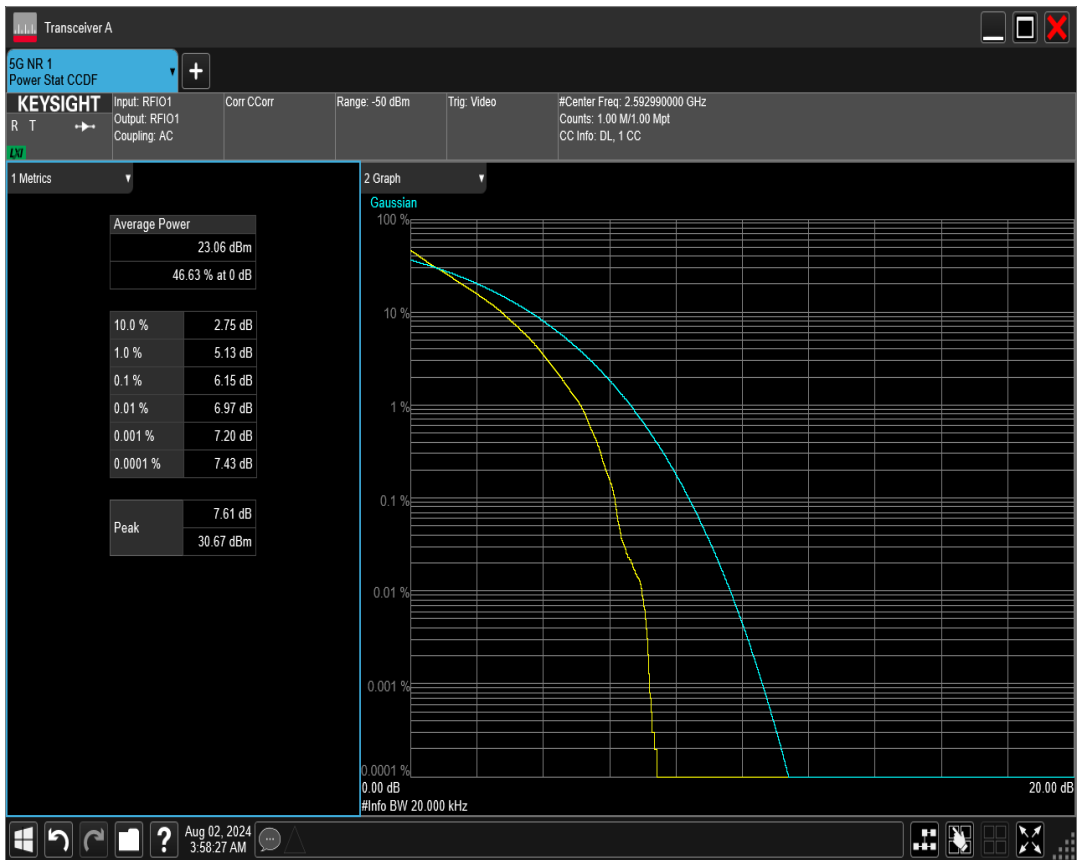 Transceiver A
5G NR 1
Power Stat CCDF
+
KEYSIGHT
R T
LXI
Input: RFIO1
Output: RFIO1
Coupling: AC
Corr CCorr
Range: -50 dBm
Trig: Video
#Center Freq: 2.592990000 GHz
Counts: 1.00 M/1.00 Mpt
CC Info: DL, 1 CC
1 Metrics
Average Power
23.06 dBm
46.63 % at 0 dB
10.0 % 2.75 dB
1.0 % 5.13 dB
0.1 % 6.15 dB
0.01 % 6.97 dB
0.001 % 7.20 dB
0.0001 % 7.43 dB
Peak
7.61 dB
30.67 dBm
2 Graph
Gaussian
100 %
10 %
1 %
0.1 %
0.01 %
0.001 %
0.0001 %
0.00 dB 20.00 dB
#Info BW 20.000 kHz
?
Aug 02, 2024
3:58:27 AM